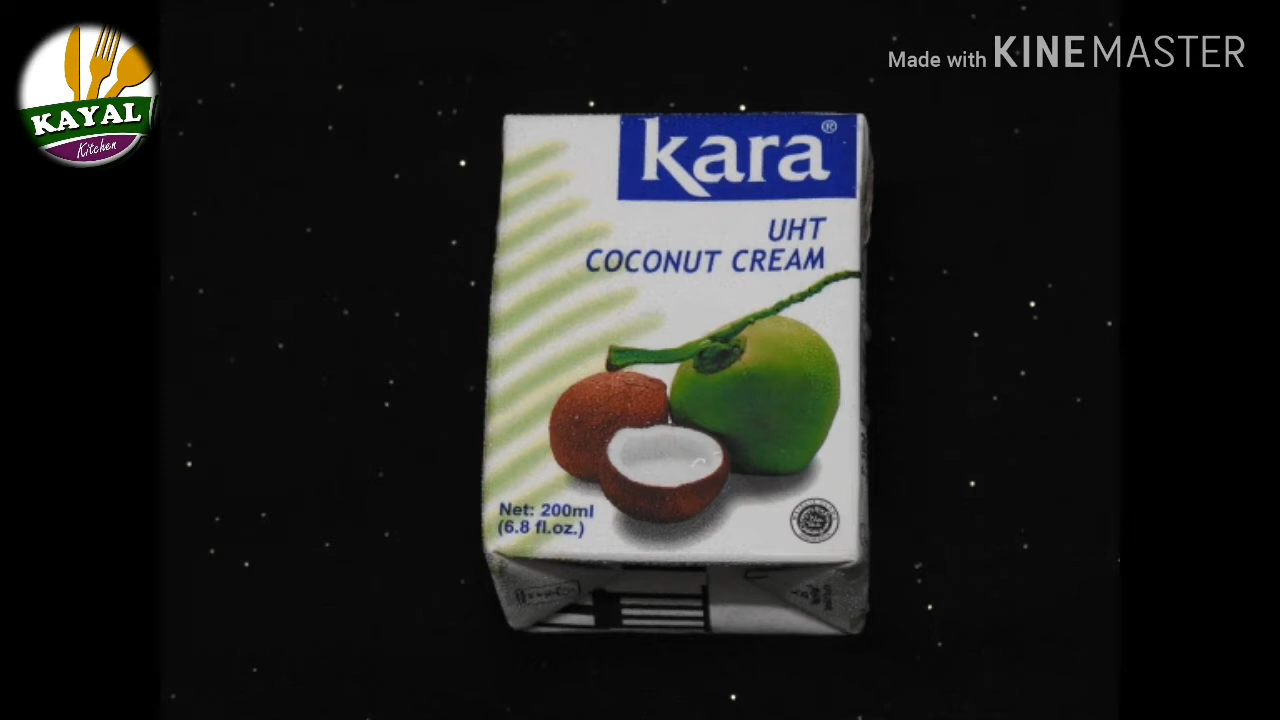 KAYAL
Kitchen
Made with KINEMASTER
kara®
UHT
COCONUT CREAM
Net: 200ml
(6.8 fl.oz.)